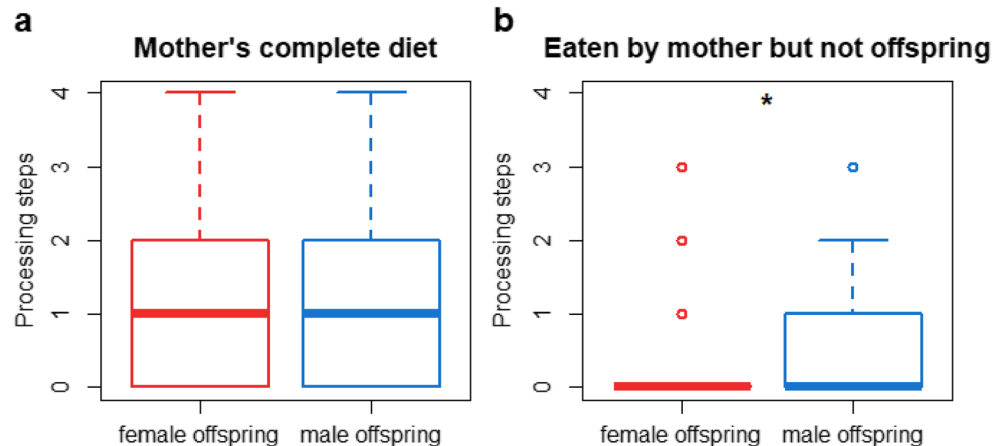 a
Mother's complete diet
Processing steps
4
3
2
1
0
female offspring
male offspring
b
Eaten by mother but not offspring
Processing steps
4
3
2
1
0
*
female offspring
male offspring